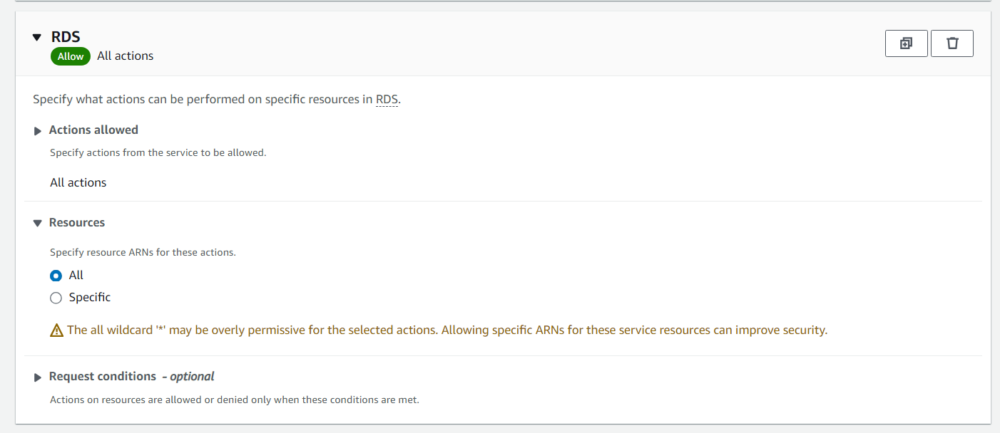 RDS
Allow All actions
Specify what actions can be performed on specific resources in RDS.
Actions allowed
Specify actions from the service to be allowed.
All actions
Resources
Specify resource ARNs for these actions.
All
Specific
The all wildcard '*' may be overly permissive for the selected actions. Allowing specific ARNs for these service resources can improve security.
Request conditions - optional
Actions on resources are allowed or denied only when these conditions are met.